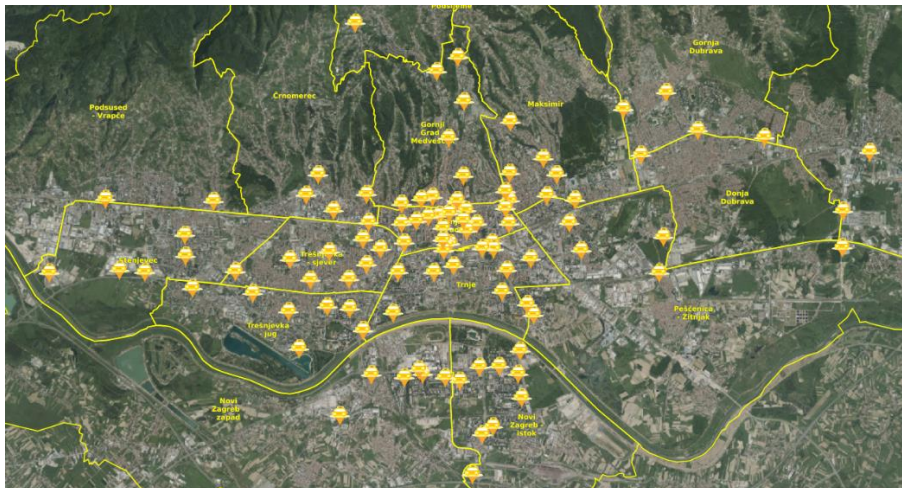 Podsljeme
Gornja
Dubrava
Podsused
- Vrapče
Črnomerec
Maksimir
Gornji
Grad
Medveščak
Donja
Dubrava
Stenjevec
Trešnjevka
- sjever
Trnje
Peščenica
- Žitnjak
Trešnjevka
- jug
Novi
Zagreb -
zapad
Novi
Zagreb -
istok